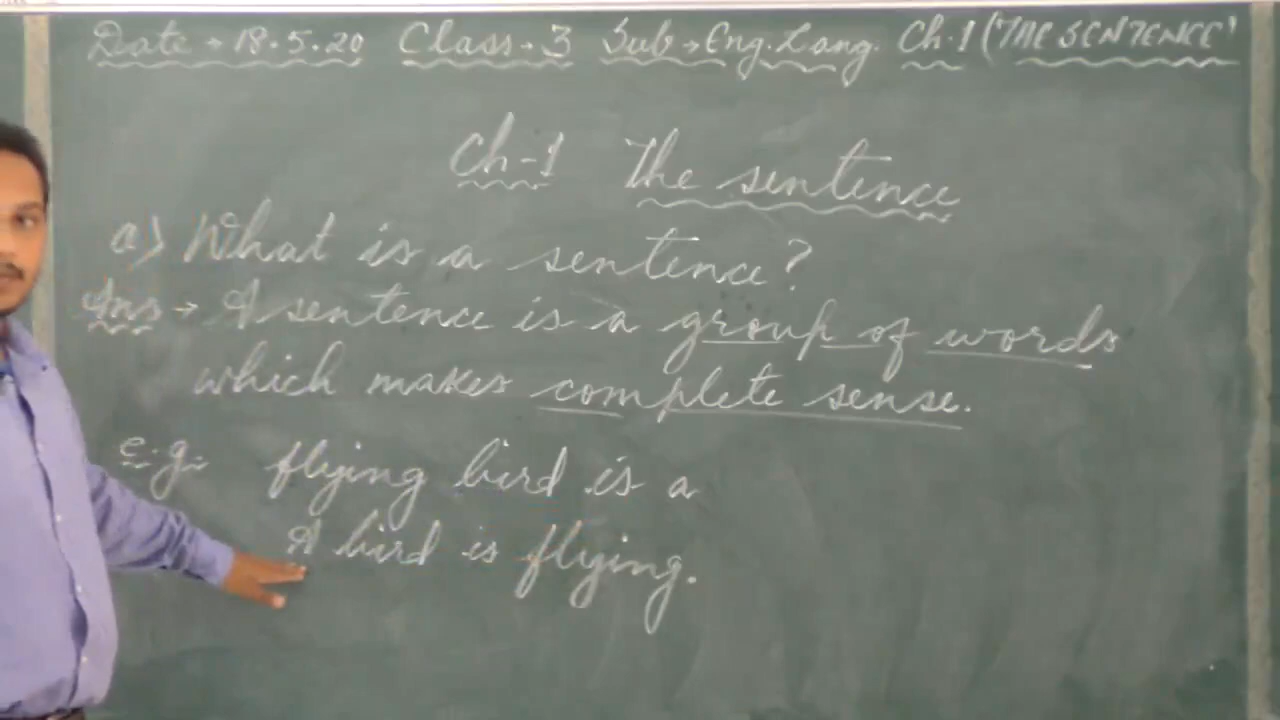 Date → 18.5.20 Class - 3 Sub → Eng. Lang. Ch. 1 (THE SENTENCE)
Ch-1 The sentence
a) What is a sentence?
Ans → A sentence is a group of words
which makes complete sense.
e.g. flying bird is a
A bird is flying.